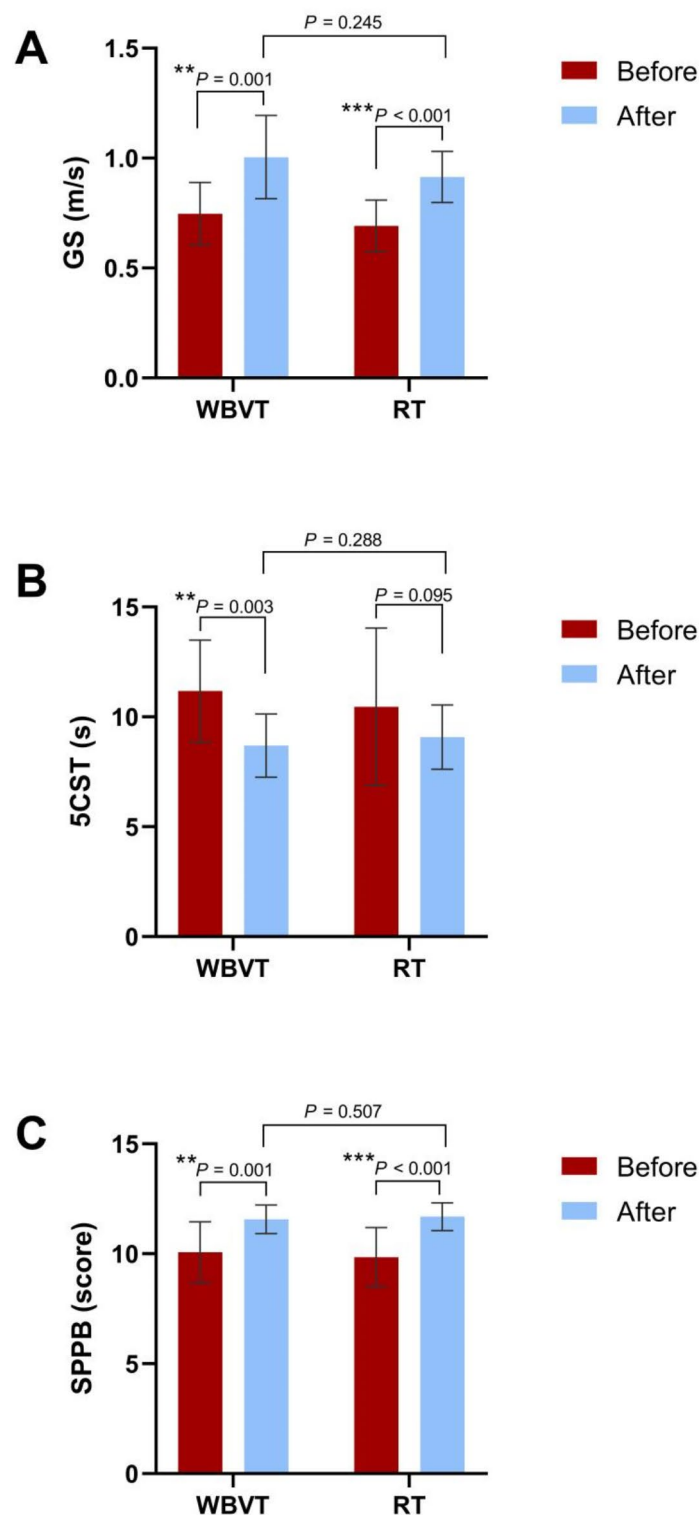 A
P = 0.245
1.5
**P = 0.001
***P < 0.001
Before
After
1.0
GS (m/s)
0.5
0.0
WBVT
RT
B
P = 0.288
15
**P = 0.003
P = 0.095
Before
After
10
5CST (s)
5
0
WBVT
RT
C
P = 0.507
15
**P = 0.001
***P < 0.001
Before
After
10
SPPB (score)
5
0
WBVT
RT